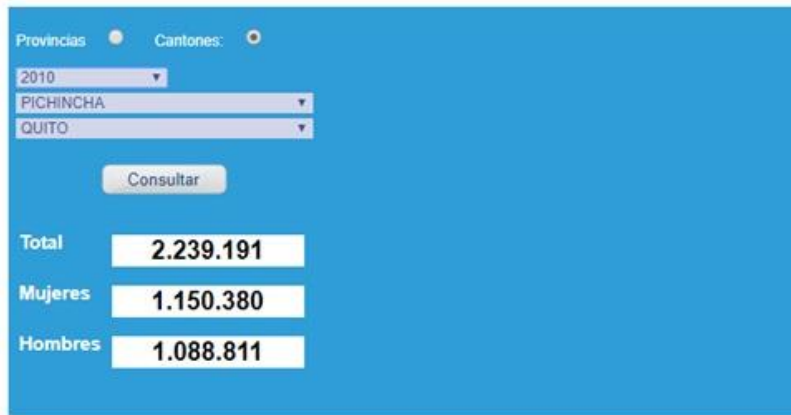 Provincias Cantones:
2010
PICHINCHA
QUITO
Consultar
Total 2.239.191
Mujeres 1.150.380
Hombres 1.088.811